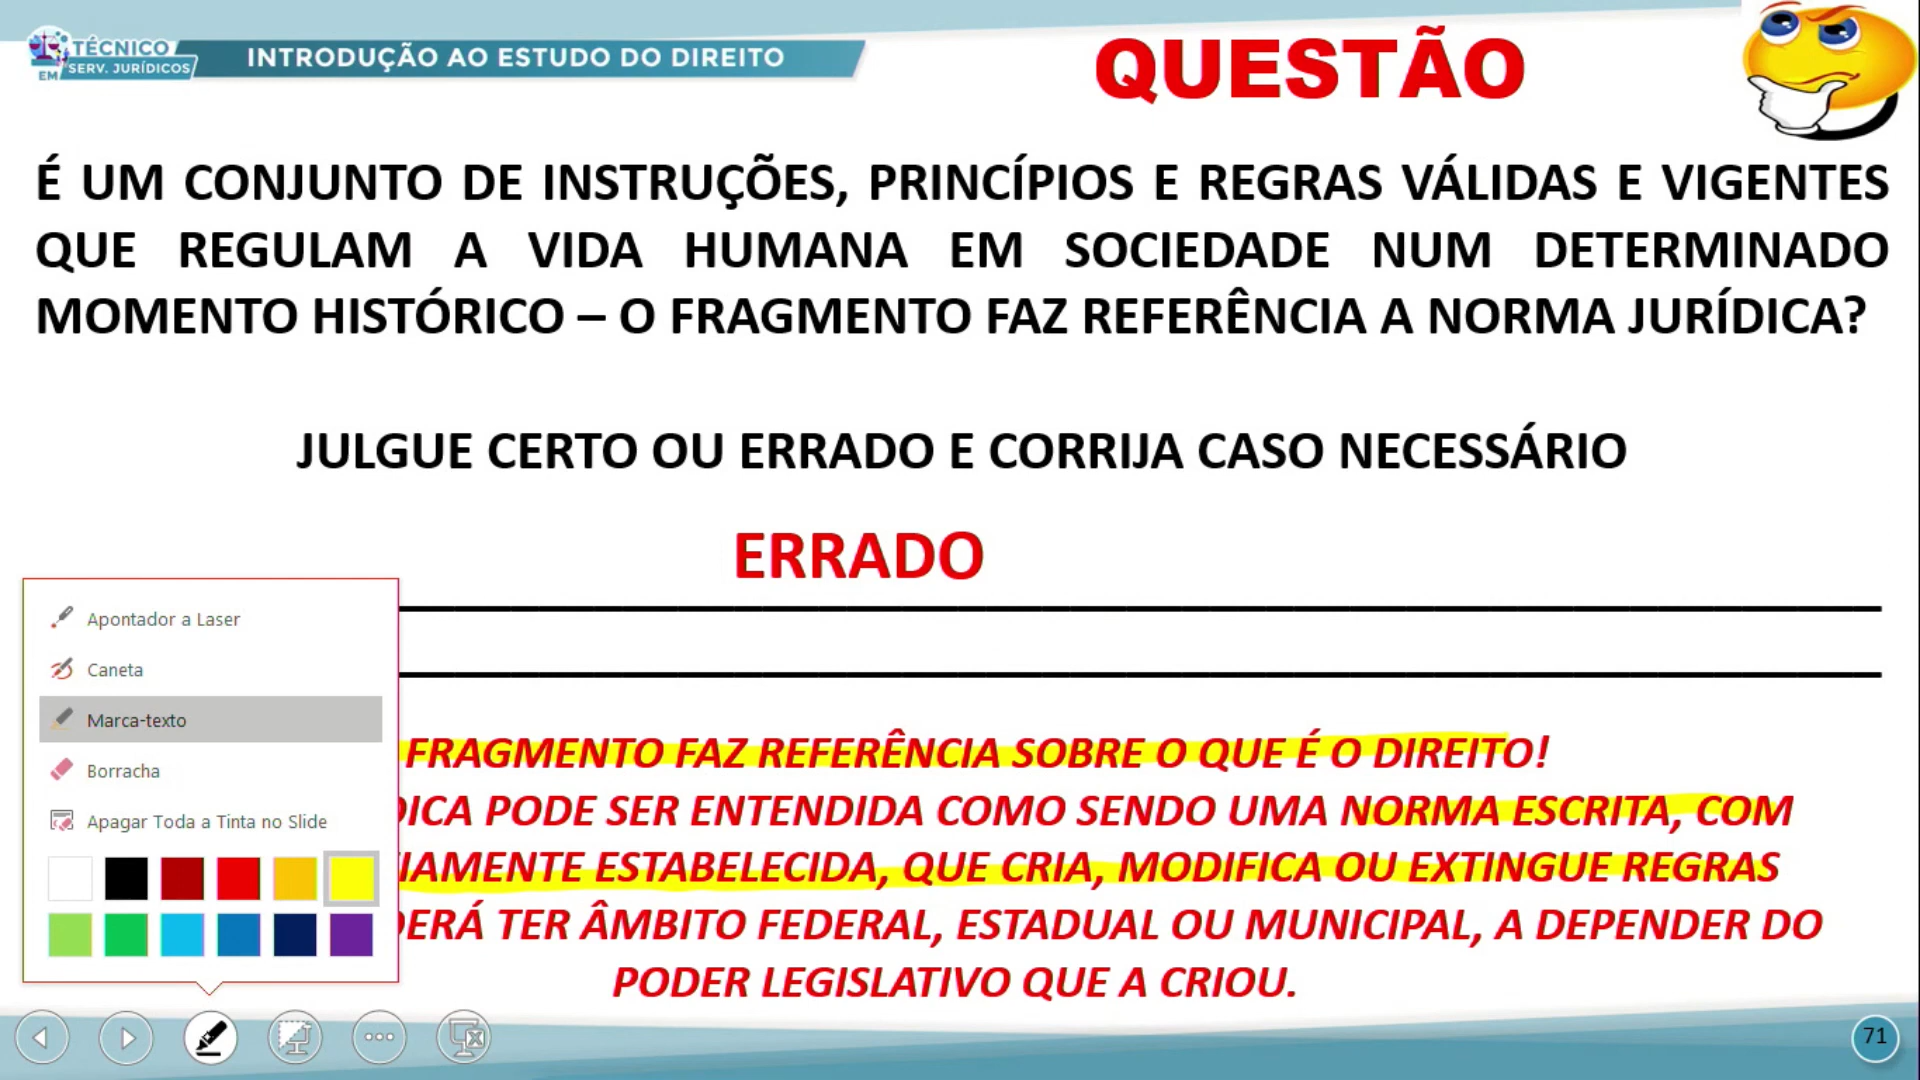 TÉCNICO
EM SERV. JURÍDICOS
INTRODUÇÃO AO ESTUDO DO DIREITO
QUESTÃO
É UM CONJUNTO DE INSTRUÇÕES, PRINCÍPIOS E REGRAS VÁLIDAS E VIGENTES
QUE REGULAM A VIDA HUMANA EM SOCIEDADE NUM DETERMINADO
MOMENTO HISTÓRICO – O FRAGMENTO FAZ REFERÊNCIA A NORMA JURÍDICA?
JULGUE CERTO OU ERRADO E CORRIJA CASO NECESSÁRIO
ERRADO
Apontador a Laser
Caneta
Marca-texto
Borracha
Apagar Toda a Tinta no Slide
FRAGMENTO FAZ REFERÊNCIA SOBRE O QUE É O DIREITO!
DICA PODE SER ENTENDIDA COMO SENDO UMA NORMA ESCRITA, COM
IAMENTE ESTABELECIDA, QUE CRIA, MODIFICA OU EXTINGUE REGRAS
DERÁ TER ÂMBITO FEDERAL, ESTADUAL OU MUNICIPAL, A DEPENDER DO
PODER LEGISLATIVO QUE A CRIOU.
71